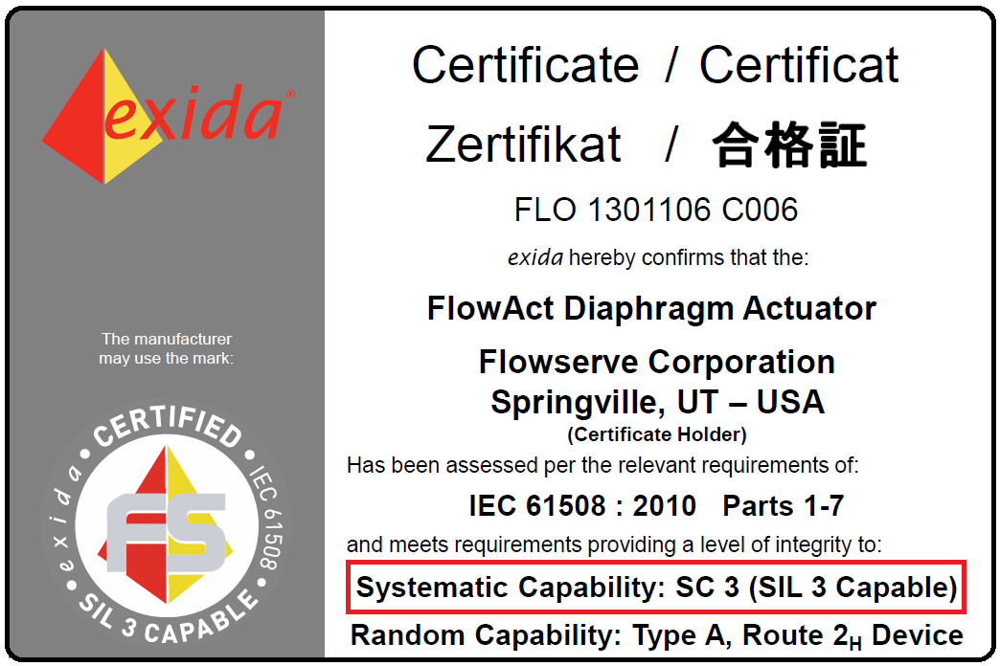 exida®
The manufacturer
may use the mark:
exida • CERTIFIED • IEC 61508 • SIL 3 CAPABLE •
FS
Certificate / Certificat
Zertifikat / 合格証
FLO 1301106 C006
exida hereby confirms that the:
FlowAct Diaphragm Actuator
Flowserve Corporation
Springville, UT – USA
(Certificate Holder)
Has been assessed per the relevant requirements of:
IEC 61508 : 2010 Parts 1-7
and meets requirements providing a level of integrity to:
Systematic Capability: SC 3 (SIL 3 Capable)
Random Capability: Type A, Route 2H Device